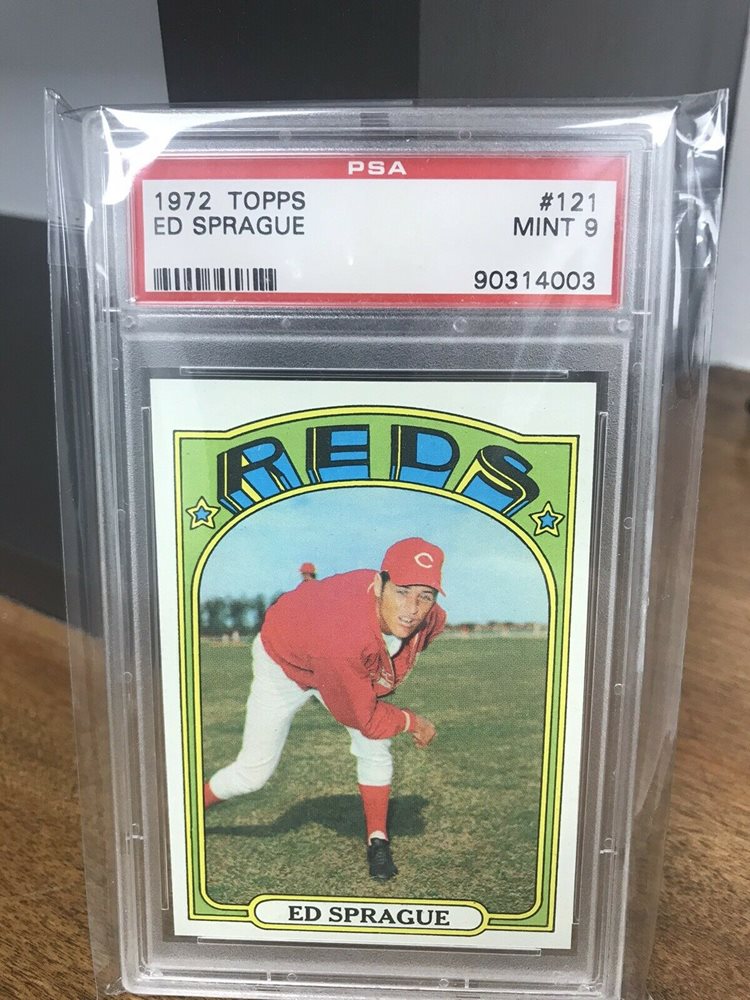 PSA
1972 TOPPS #121
ED SPRAGUE MINT 9
90314003
REDS
C
ED SPRAGUE